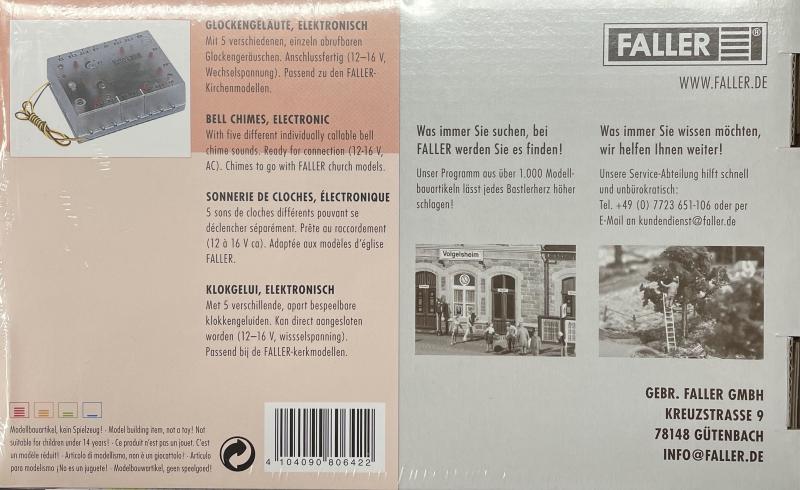 GLOCKENGELÄUTE, ELEKTRONISCH
Mit 5 verschiedenen, einzeln abrufbaren
Glockengeräuschen. Anschlussfertig (12–16 V,
Wechselspannung). Passend zu den FALLER-
Kirchenmodellen.
BELL CHIMES, ELECTRONIC
With five different individually callable bell
chime sounds. Ready for connection (12-16 V,
AC). Chimes to go with FALLER church models.
SONNERIE DE CLOCHES, ÉLECTRONIQUE
5 sons de cloches différents pouvant se
déclencher séparément. Prête au raccordement
(12 à 16 V ca). Adaptée aux modèles d'église
FALLER.
KLOKGELUI, ELEKTRONISCH
Met 5 verschillende, apart bespeelbare
klokkengeluiden. Kan direct aangesloten
worden (12–16 V, wissselspanning).
Passend bij de FALLER-kerkmodellen.
Modellbauartikel, kein Spielzeug! · Model building item, not a toy! Not
suitable for children under 14 years! · Ce produit n'est pas un jouet. C'est
un modèle réduit! · Articolo di modellismo, non è un giocattolo! · Artículo
para modelismo ¡No es un juguete! · Modelbouwartikel, geen speelgoed!
4 104090 806422
FALLER ®
WWW.FALLER.DE
Was immer Sie suchen, bei
FALLER werden Sie es finden!
Unser Programm aus über 1.000 Modell-
bauartikeln lässt jedes Bastlerherz höher
schlagen!
Volgelsheim
Was immer Sie wissen möchten,
wir helfen Ihnen weiter!
Unsere Service-Abteilung hilft schnell
und unbürokratisch:
Tel. +49 (0) 7723 651-106 oder per
E-Mail an kundendienst@faller.de
GEBR. FALLER GMBH
KREUZSTRASSE 9
78148 GÜTENBACH
INFO@FALLER.DE